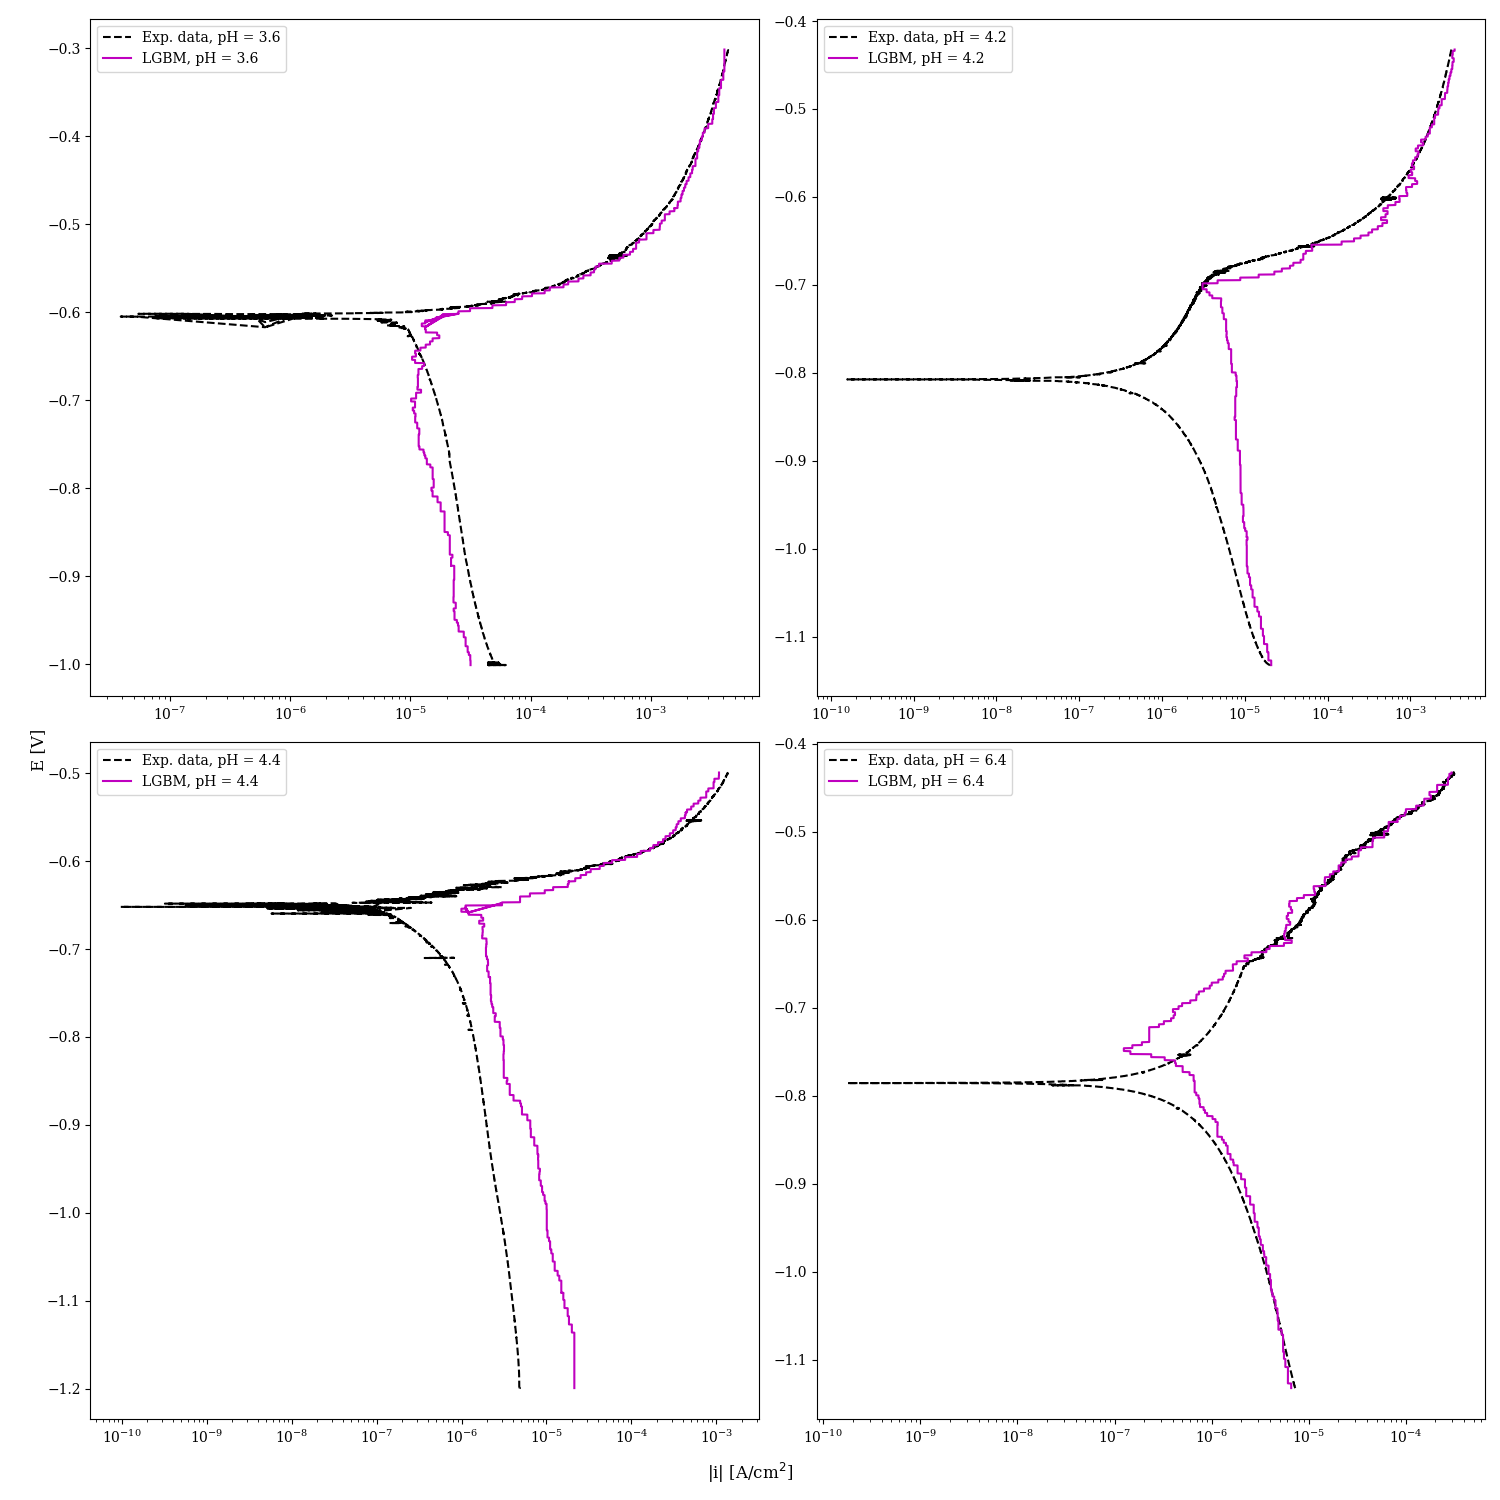 Exp. data, pH = 3.6
LGBM, pH = 3.6
−0.3
−0.4
−0.5
−0.6
−0.7
−0.8
−0.9
−1.0
10⁻⁷ 10⁻⁶ 10⁻⁵ 10⁻⁴ 10⁻³
Exp. data, pH = 4.2
LGBM, pH = 4.2
−0.4
−0.5
−0.6
−0.7
−0.8
−0.9
−1.0
−1.1
10⁻¹⁰ 10⁻⁹ 10⁻⁸ 10⁻⁷ 10⁻⁶ 10⁻⁵ 10⁻⁴ 10⁻³
E [V]
Exp. data, pH = 4.4
LGBM, pH = 4.4
−0.5
−0.6
−0.7
−0.8
−0.9
−1.0
−1.1
−1.2
10⁻¹⁰ 10⁻⁹ 10⁻⁸ 10⁻⁷ 10⁻⁶ 10⁻⁵ 10⁻⁴ 10⁻³
Exp. data, pH = 6.4
LGBM, pH = 6.4
−0.4
−0.5
−0.6
−0.7
−0.8
−0.9
−1.0
−1.1
10⁻¹⁰ 10⁻⁹ 10⁻⁸ 10⁻⁷ 10⁻⁶ 10⁻⁵ 10⁻⁴
|i| [A/cm²]